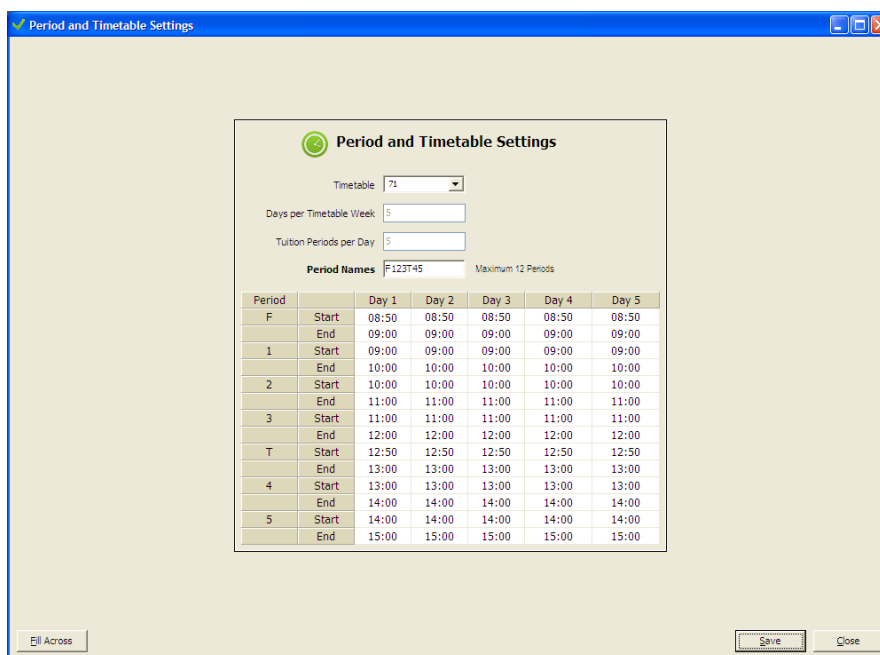 Period and Timetable Settings
Period and Timetable Settings
Timetable 71
Days per Timetable Week 5
Tuition Periods per Day 5
Period Names F123T45 Maximum 12 Periods
Period Day 1 Day 2 Day 3 Day 4 Day 5
F Start 08:50 08:50 08:50 08:50 08:50
End 09:00 09:00 09:00 09:00 09:00
1 Start 09:00 09:00 09:00 09:00 09:00
End 10:00 10:00 10:00 10:00 10:00
2 Start 10:00 10:00 10:00 10:00 10:00
End 11:00 11:00 11:00 11:00 11:00
3 Start 11:00 11:00 11:00 11:00 11:00
End 12:00 12:00 12:00 12:00 12:00
T Start 12:50 12:50 12:50 12:50 12:50
End 13:00 13:00 13:00 13:00 13:00
4 Start 13:00 13:00 13:00 13:00 13:00
End 14:00 14:00 14:00 14:00 14:00
5 Start 14:00 14:00 14:00 14:00 14:00
End 15:00 15:00 15:00 15:00 15:00
Fill Across Save Close